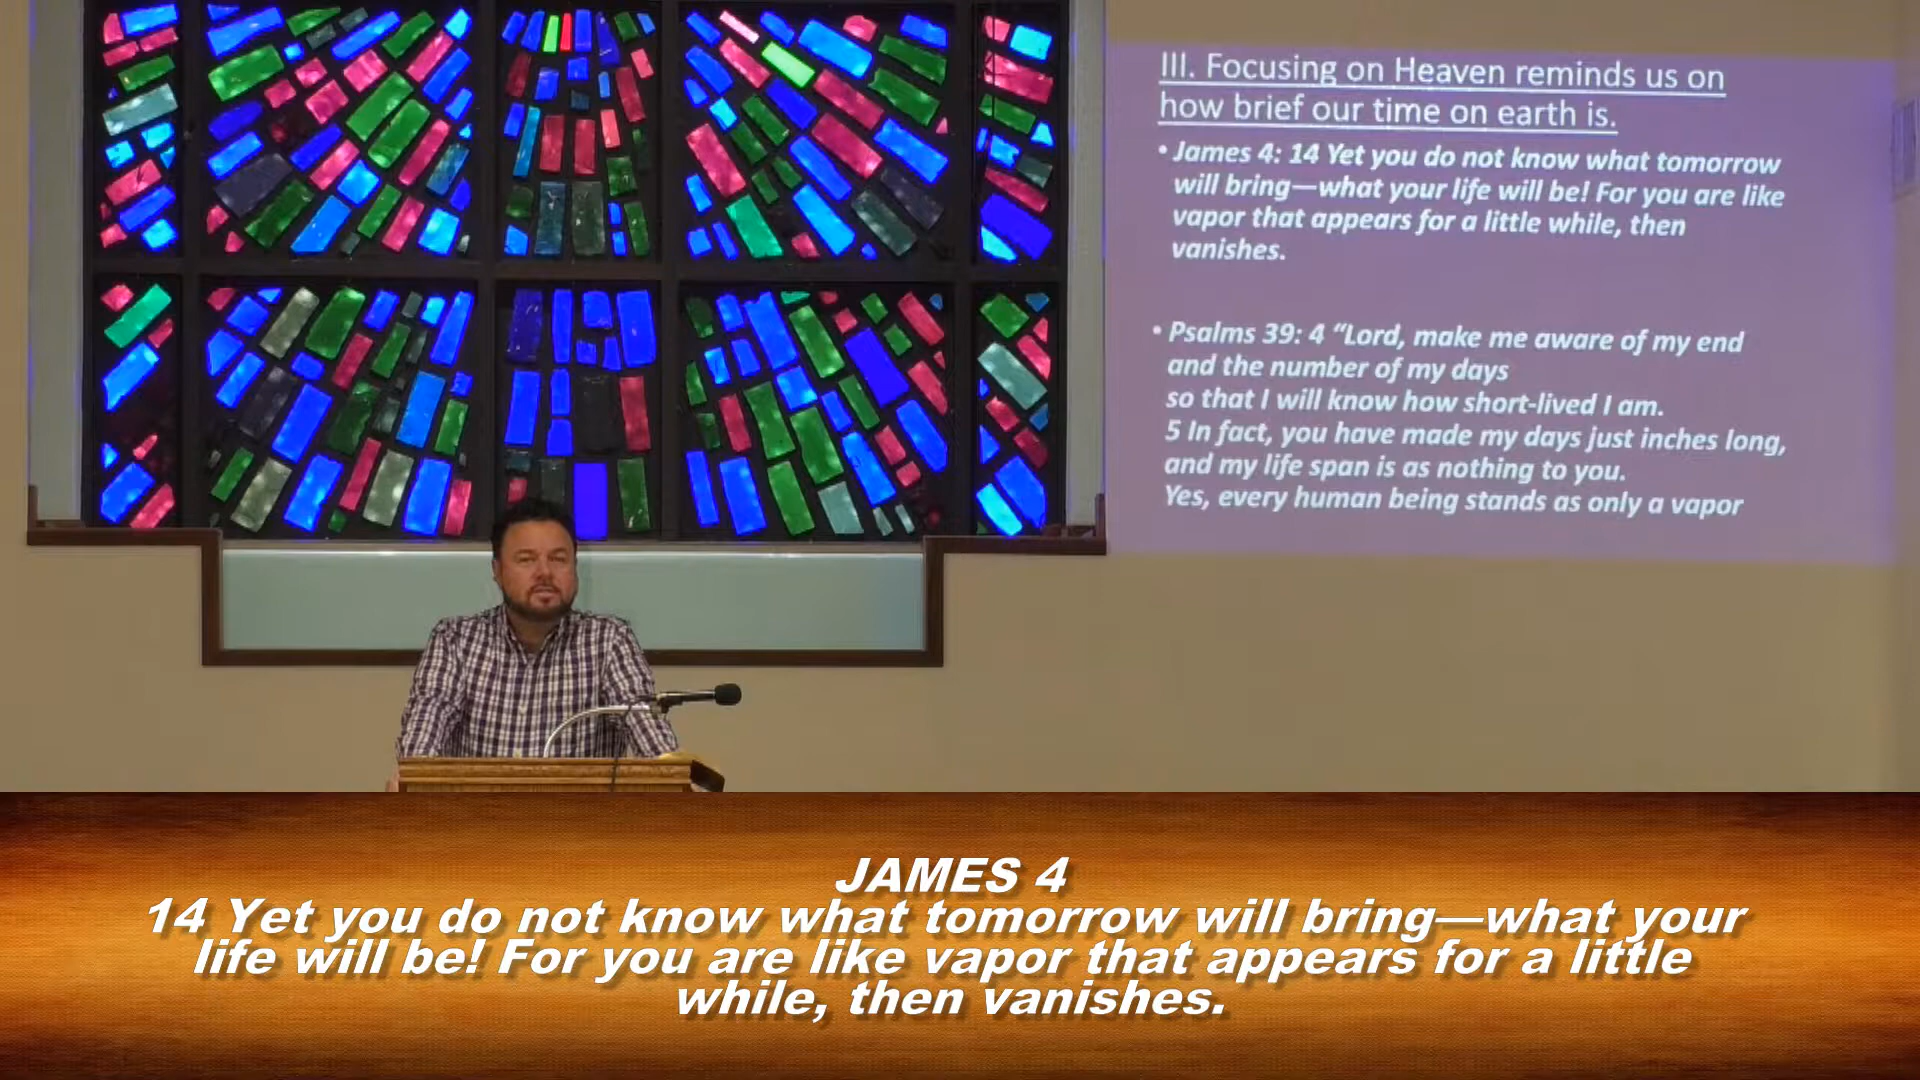 III. Focusing on Heaven reminds us on
how brief our time on earth is.
• James 4: 14 Yet you do not know what tomorrow
will bring—what your life will be! For you are like
vapor that appears for a little while, then
vanishes.
• Psalms 39: 4 “Lord, make me aware of my end
and the number of my days
so that I will know how short-lived I am.
5 In fact, you have made my days just inches long,
and my life span is as nothing to you.
Yes, every human being stands as only a vapor
JAMES 4
14 Yet you do not know what tomorrow will bring—what your
life will be! For you are like vapor that appears for a little
while, then vanishes.